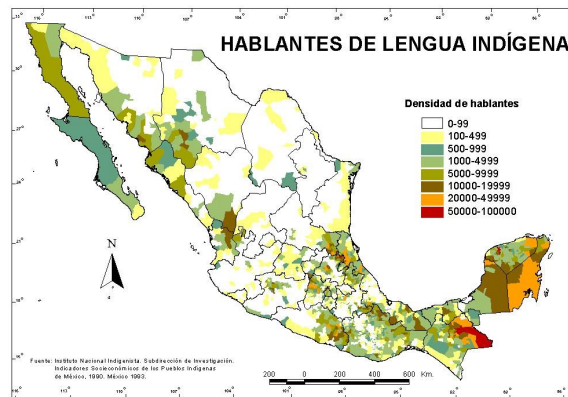 HABLANTES DE LENGUA INDÍGENA
Densidad de hablantes
0-99
100-499
500-999
1000-4999
5000-9999
10000-19999
20000-49999
50000-100000
N
Fuente: Instituto Nacional Indigenista. Subdirección de Investigación.
Indicadores Socioeconómicos de los Pueblos Indígenas
de México, 1990. México 1993.
200 0 200 400 600 Km.